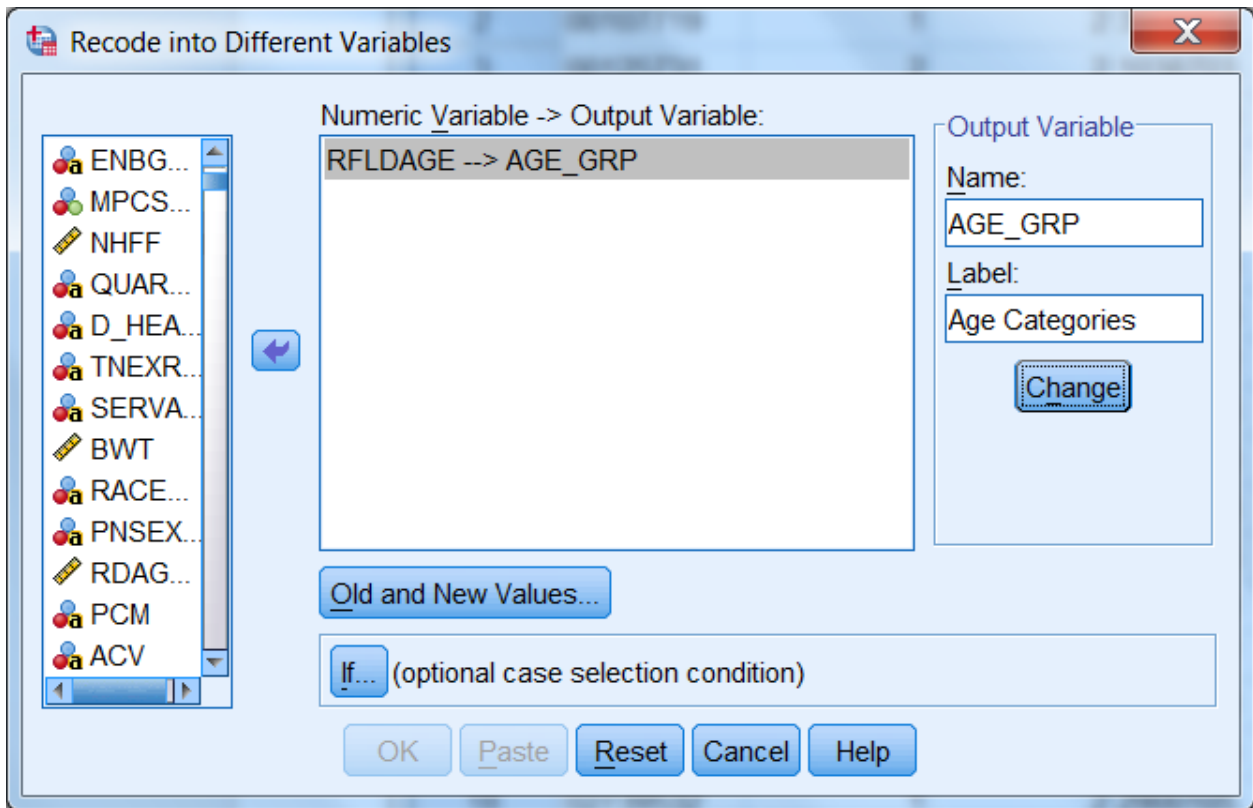 Recode into Different Variables
Numeric Variable -> Output Variable:
RFLDAGE --> AGE_GRP
ENBG...
MPCS...
NHFF
QUAR...
D_HEA...
TNEXR...
SERVA...
BWT
RACE...
PNSEX...
RDAG...
PCM
ACV
Output Variable
Name:
AGE_GRP
Label:
Age Categories
Change
Old and New Values...
If... (optional case selection condition)
OK Paste Reset Cancel Help